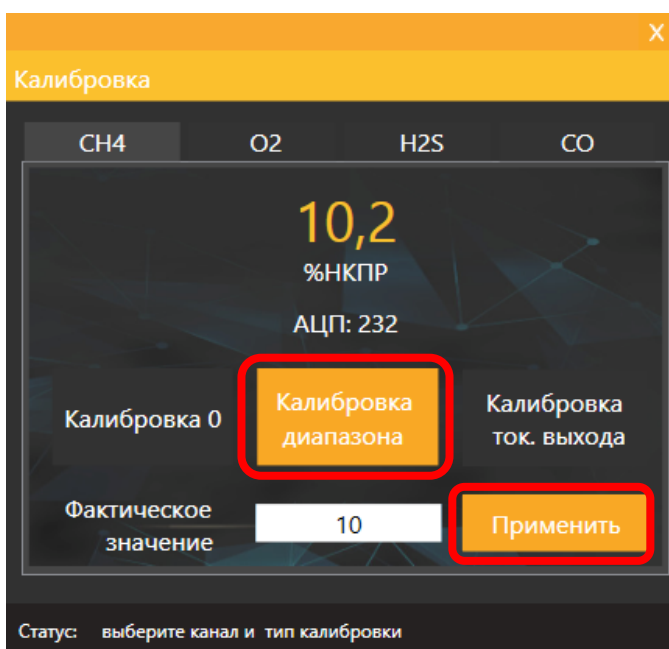 X
Калибровка
CH4 O2 H2S CO
10,2
%НКПР
АЦП: 232
Калибровка 0
Калибровка
диапазона
Калибровка
ток. выхода
Фактическое
значение
10
Применить
Статус: выберите канал и тип калибровки